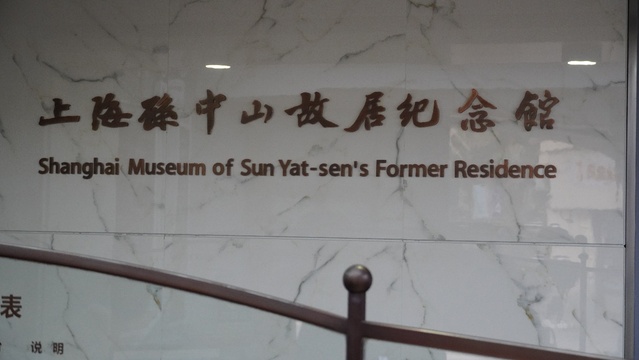 上海孫中山故居纪念館
Shanghai Museum of Sun Yat-sen's Former Residence
表
说 明